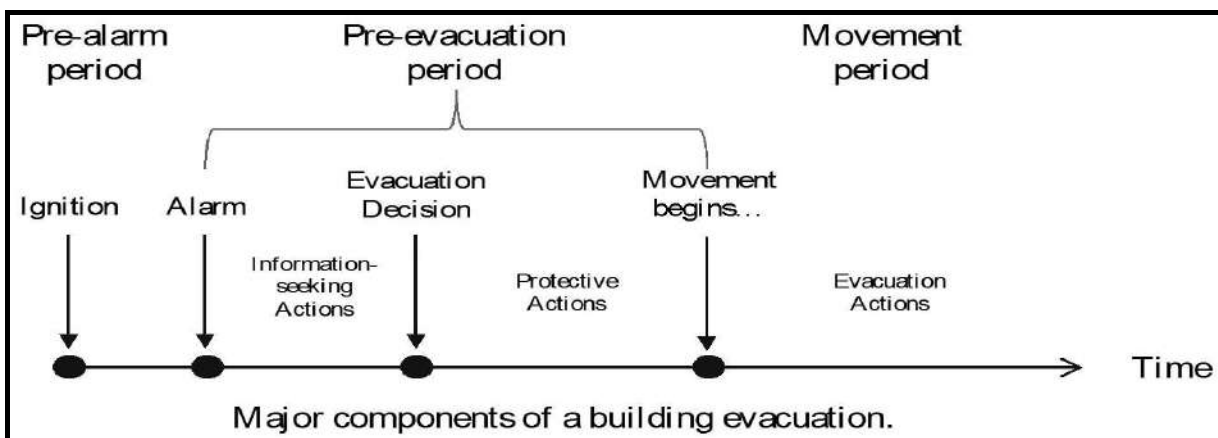 Pre-alarm
period
Pre-evacuation
period
Movement
period
Ignition
Alarm
Evacuation
Decision
Movement
begins...
Information-
seeking
Actions
Protective
Actions
Evacuation
Actions
Time
Major components of a building evacuation.